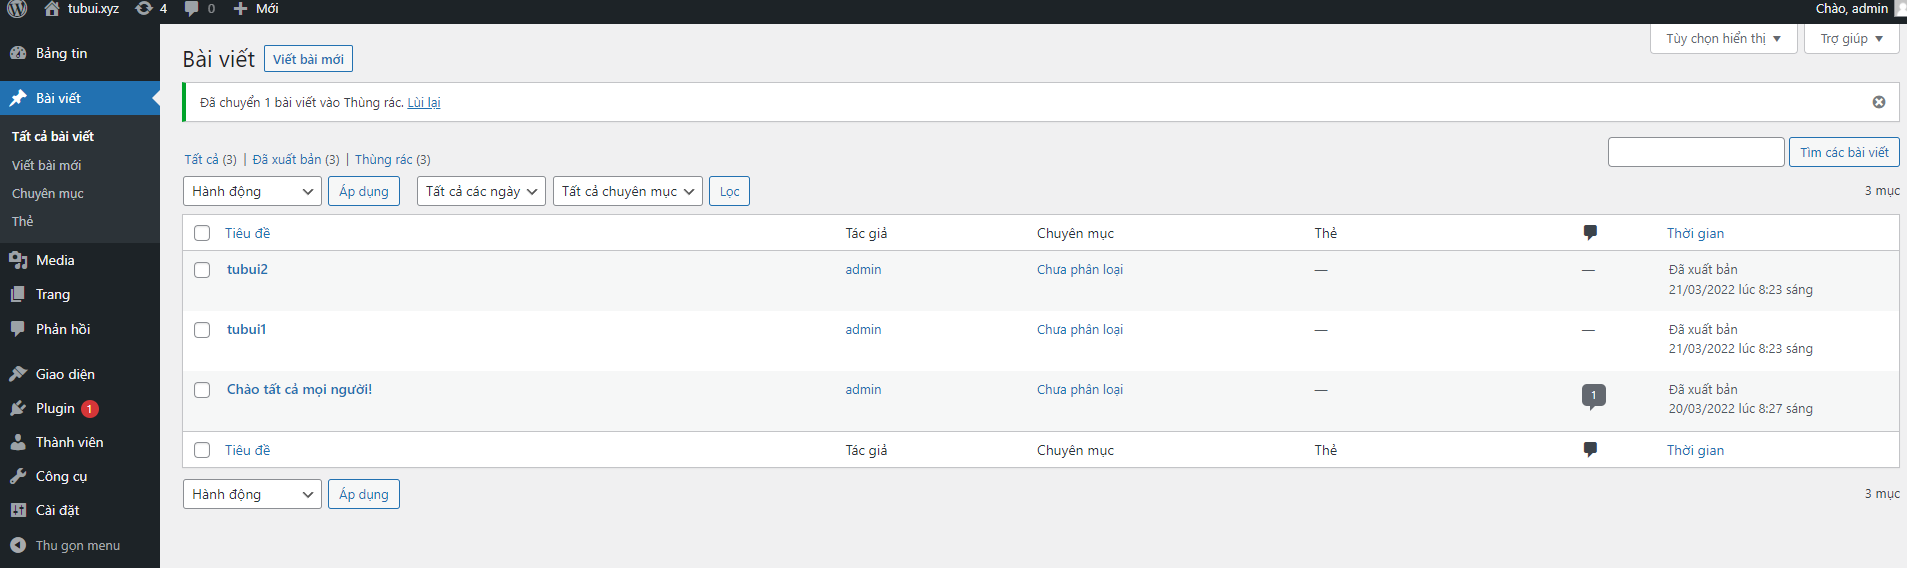 tubui.xyz 4 0 Mới Chào, admin
Bảng tin
Bài viết
Tất cả bài viết
Viết bài mới
Chuyên mục
Thẻ
Media
Trang
Phản hồi
Giao diện
Plugin 1
Thành viên
Công cụ
Cài đặt
Thu gọn menu
Tùy chọn hiển thị Trợ giúp
Bài viết Viết bài mới
Đã chuyển 1 bài viết vào Thùng rác. Lùi lại
Tất cả (3) | Đã xuất bản (3) | Thùng rác (3)
Tìm các bài viết
Hành động Áp dụng Tất cả các ngày Tất cả chuyên mục Lọc
3 mục
Tiêu đề Tác giả Chuyên mục Thẻ Thời gian
tubui2 admin Chưa phân loại — — Đã xuất bản
21/03/2022 lúc 8:23 sáng
tubui1 admin Chưa phân loại — — Đã xuất bản
21/03/2022 lúc 8:23 sáng
Chào tất cả mọi người! admin Chưa phân loại — 1 Đã xuất bản
20/03/2022 lúc 8:27 sáng
Tiêu đề Tác giả Chuyên mục Thẻ Thời gian
Hành động Áp dụng
3 mục